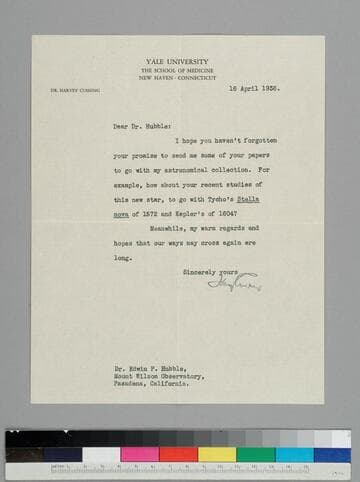 YALE UNIVERSITY
THE SCHOOL OF MEDICINE
NEW HAVEN · CONNECTICUT
DR. HARVEY CUSHING
16 April 1936.
Dear Dr. Hubble:
I hope you haven't forgotten
your promise to send me some of your papers
to go with my astronomical collection. For
example, how about your recent studies of
this new star, to go with Tycho's Stella
nova of 1572 and Kepler's of 1604?
Meanwhile, my warm regards and
hopes that our ways may cross again ere
long.
Sincerely yours
Dr. Edwin P. Hubble,
Mount Wilson Observatory,
Pasadena, California.